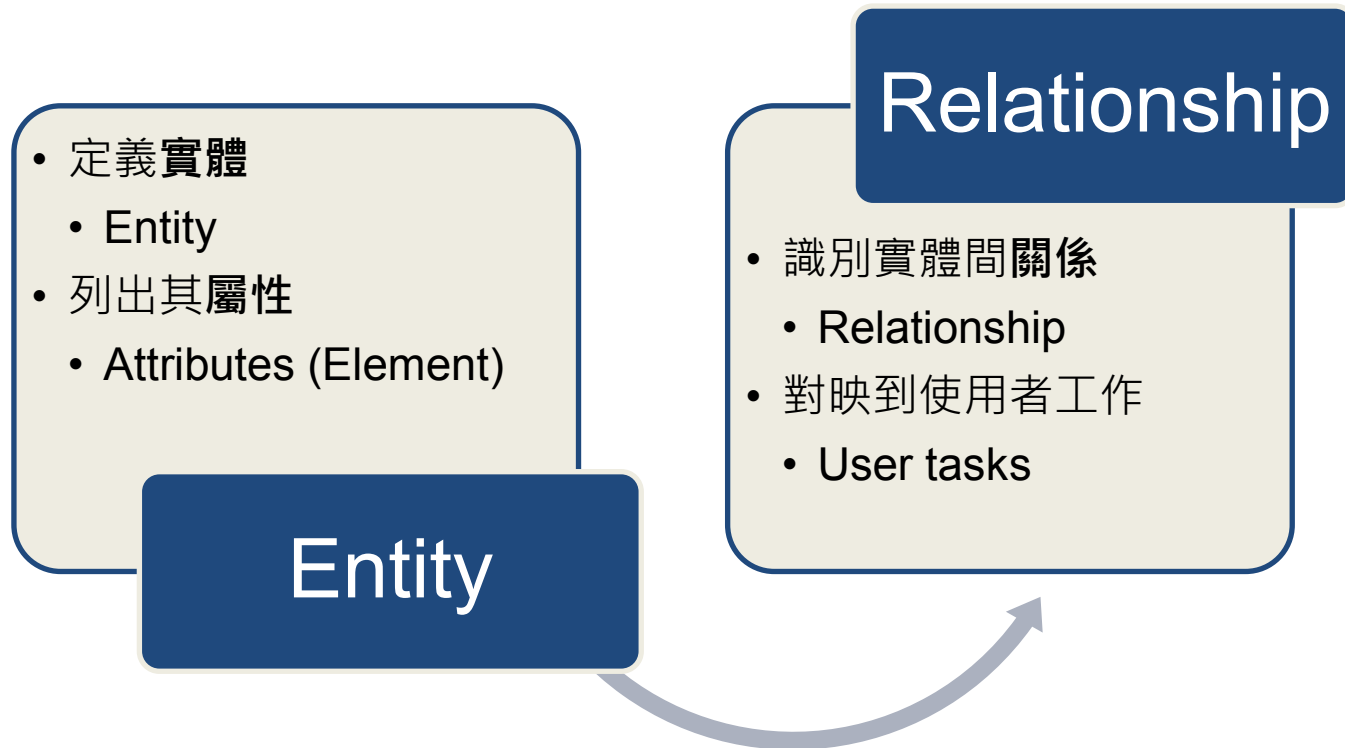 • 定義實體
• Entity
• 列出其屬性
• Attributes (Element)
Entity
Relationship
• 識別實體間關係
• Relationship
• 對映到使用者工作
• User tasks